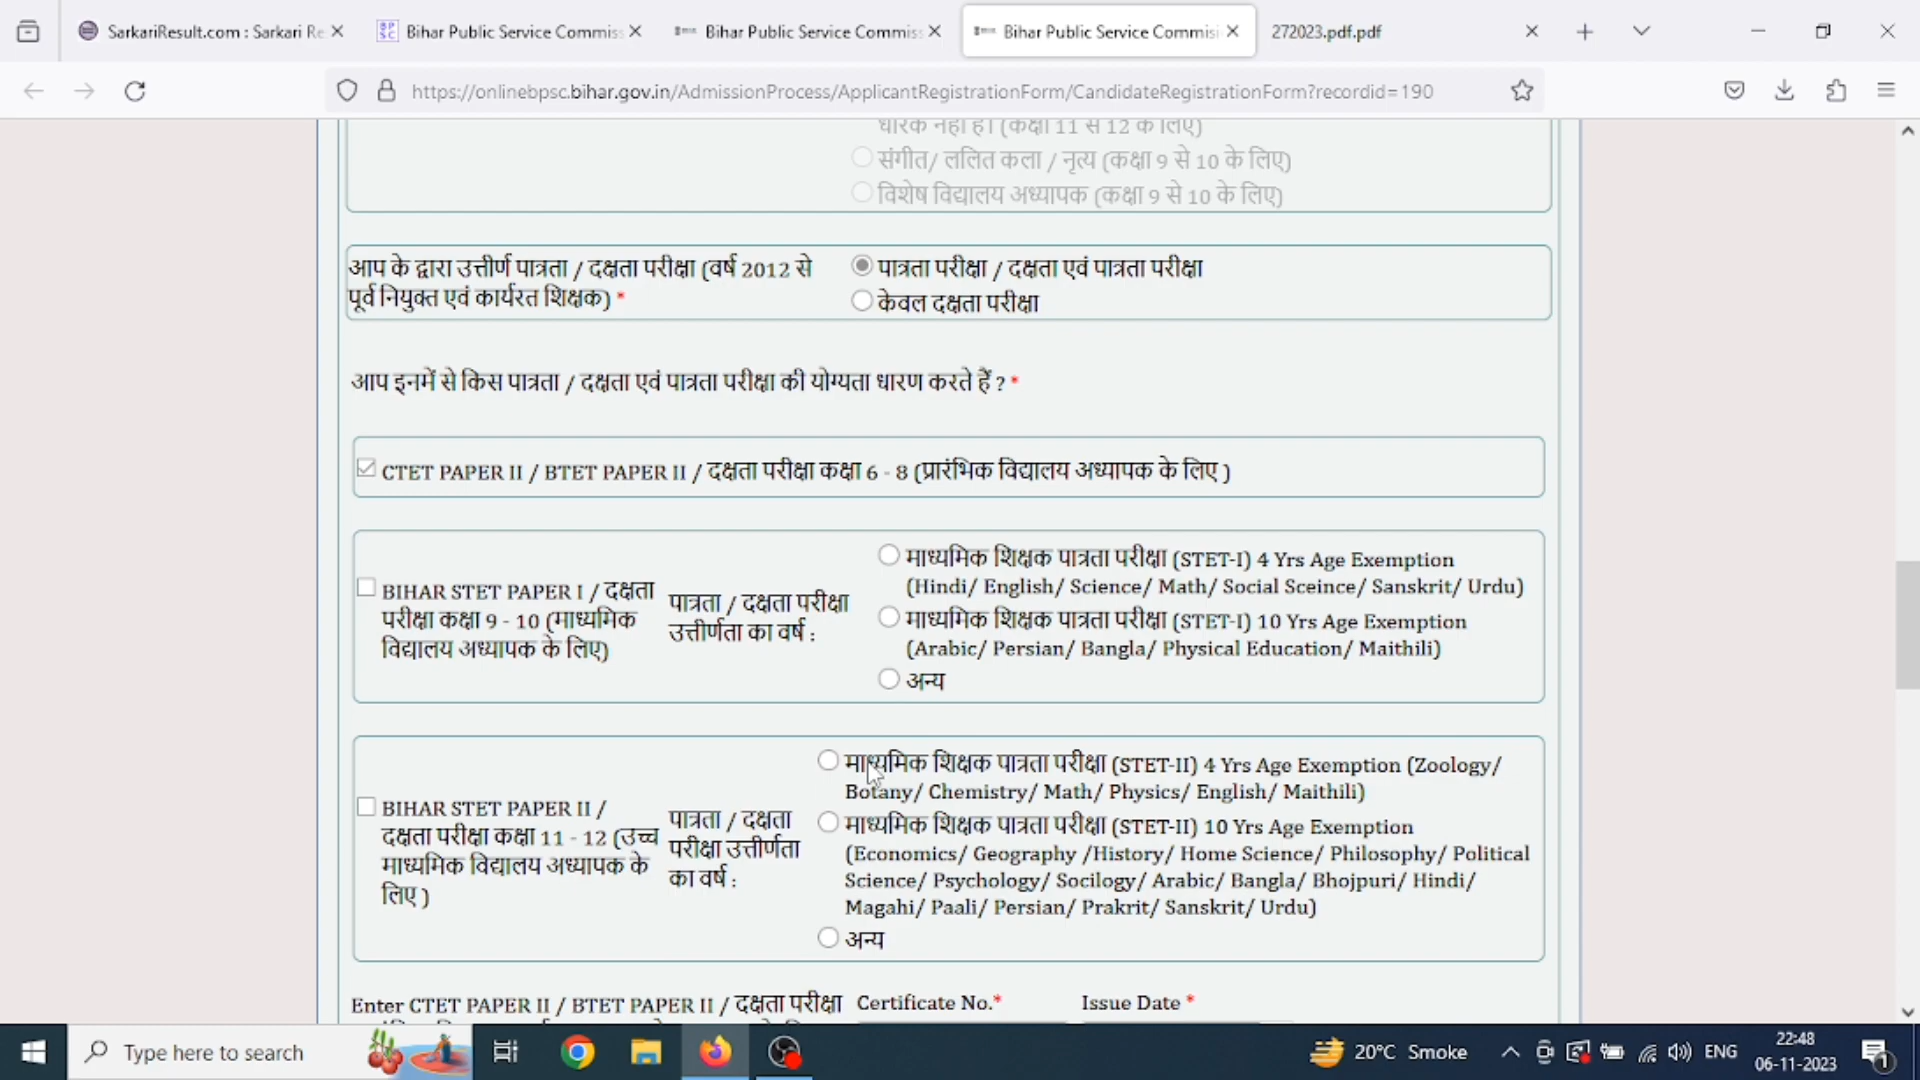 SarkariResult.com : Sarkari Re
Bihar Public Service Commiss
Bihar Public Service Commiss
Bihar Public Service Commisi
272023.pdf.pdf
https://onlinebpsc.bihar.gov.in/AdmissionProcess/ApplicantRegistrationForm/CandidateRegistrationForm?recordid=190
धारक नहीं है। (कक्षा 11 से 12 के लिए)
संगीत/ ललित कला / नृत्य (कक्षा 9 से 10 के लिए)
विशेष विद्यालय अध्यापक (कक्षा 9 से 10 के लिए)
आप के द्वारा उत्तीर्ण पात्रता / दक्षता परीक्षा (वर्ष 2012 से
पूर्व नियुक्त एवं कार्यरत शिक्षक) *
पात्रता परीक्षा / दक्षता एवं पात्रता परीक्षा
केवल दक्षता परीक्षा
आप इनमें से किस पात्रता / दक्षता एवं पात्रता परीक्षा की योग्यता धारण करते हैं ? *
CTET PAPER II / BTET PAPER II / दक्षता परीक्षा कक्षा 6 - 8 (प्रारंभिक विद्यालय अध्यापक के लिए )
BIHAR STET PAPER I / दक्षता
परीक्षा कक्षा 9 - 10 (माध्यमिक
विद्यालय अध्यापक के लिए)
पात्रता / दक्षता परीक्षा
उत्तीर्णता का वर्ष :
माध्यमिक शिक्षक पात्रता परीक्षा (STET-I) 4 Yrs Age Exemption
(Hindi/ English/ Science/ Math/ Social Sceince/ Sanskrit/ Urdu)
माध्यमिक शिक्षक पात्रता परीक्षा (STET-I) 10 Yrs Age Exemption
(Arabic/ Persian/ Bangla/ Physical Education/ Maithili)
अन्य
BIHAR STET PAPER II /
दक्षता परीक्षा कक्षा 11 - 12 (उच्च
माध्यमिक विद्यालय अध्यापक के
लिए )
पात्रता / दक्षता
परीक्षा उत्तीर्णता
का वर्ष :
माध्यमिक शिक्षक पात्रता परीक्षा (STET-II) 4 Yrs Age Exemption (Zoology/
Botany/ Chemistry/ Math/ Physics/ English/ Maithili)
माध्यमिक शिक्षक पात्रता परीक्षा (STET-II) 10 Yrs Age Exemption
(Economics/ Geography /History/ Home Science/ Philosophy/ Political
Science/ Psychology/ Socilogy/ Arabic/ Bangla/ Bhojpuri/ Hindi/
Magahi/ Paali/ Persian/ Prakrit/ Sanskrit/ Urdu)
अन्य
Enter CTET PAPER II / BTET PAPER II / दक्षता परीक्षा
Certificate No.*
Issue Date *
Type here to search
20°C Smoke
ENG
22:48
06-11-2023
1